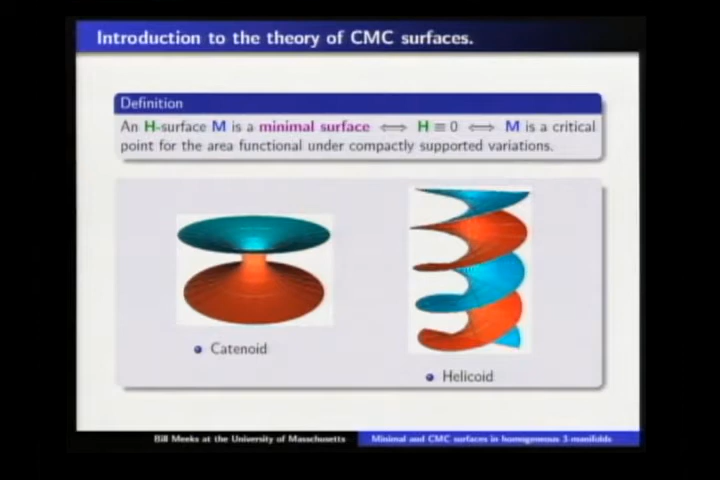 Introduction to the theory of CMC surfaces.
Definition
An H-surface M is a minimal surface ⟺ H ≡ 0 ⟺ M is a critical
point for the area functional under compactly supported variations.
Catenoid
Helicoid
Bill Meeks at the University of Massachusetts
Minimal and CMC surfaces in homogeneous 3-manifolds